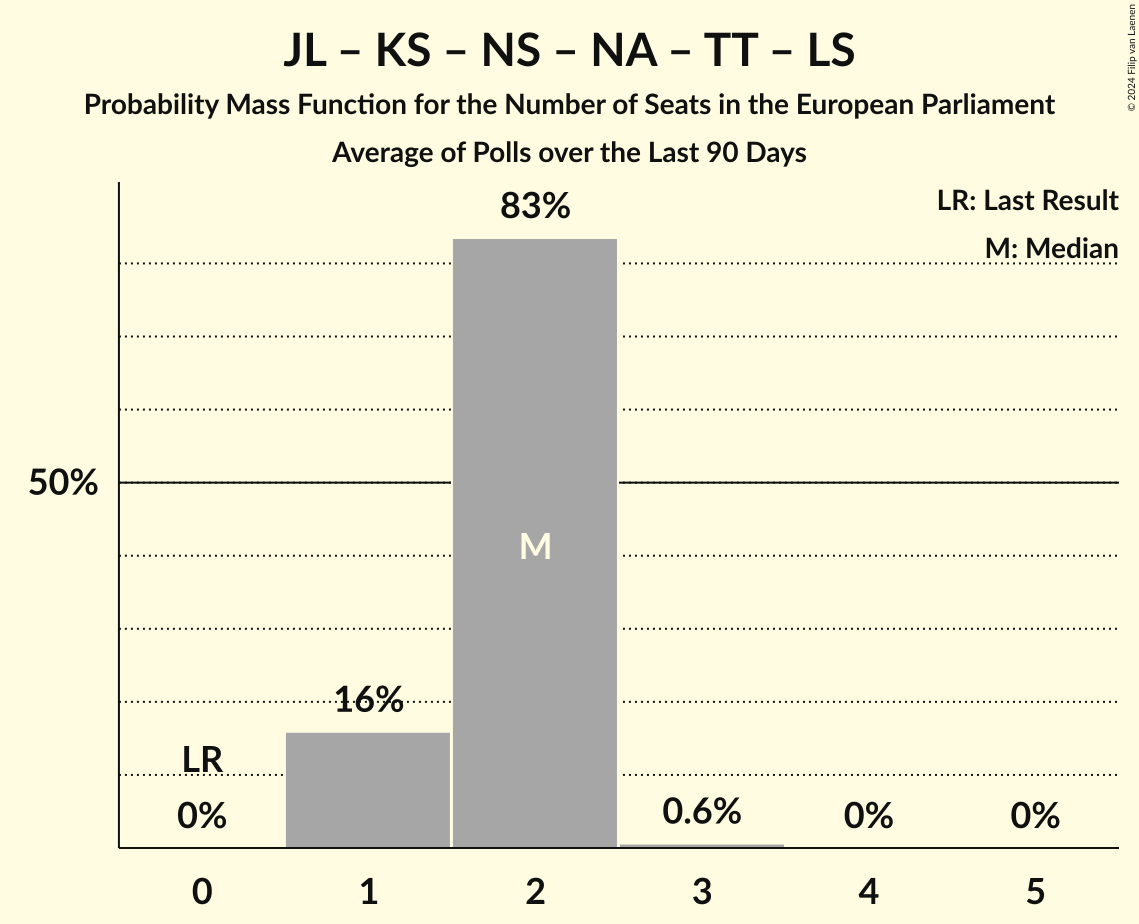 JL – KS – NS – NA – TT – LS
Probability Mass Function for the Number of Seats in the European Parliament
Average of Polls over the Last 90 Days
© 2024 Filip van Laenen
LR: Last Result
M: Median
83%
50%
M
16%
LR
0%
0.6%
0%
0%
0 1 2 3 4 5